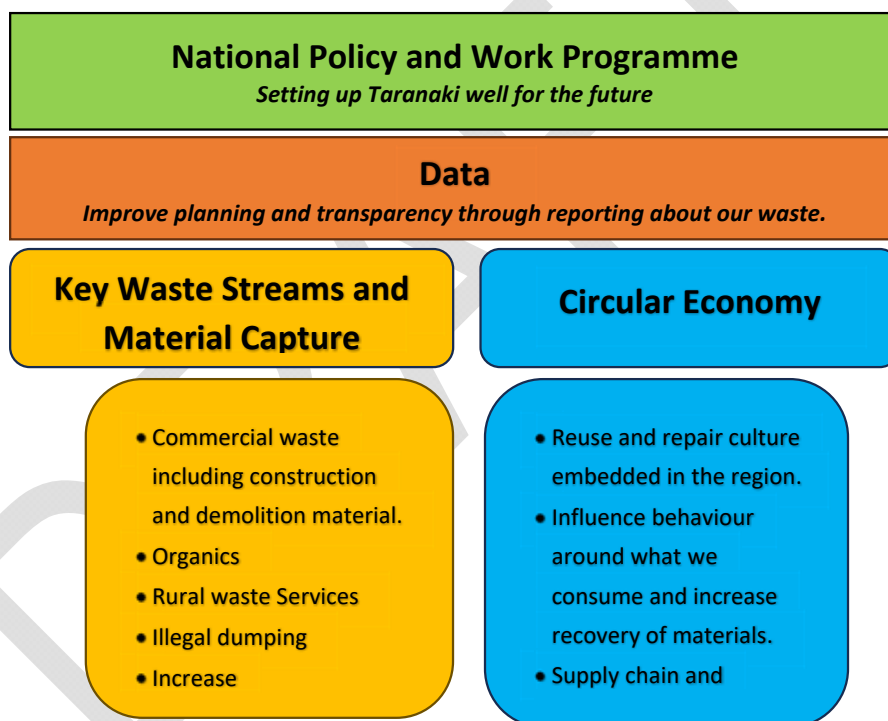 National Policy and Work Programme
Setting up Taranaki well for the future
Data
Improve planning and transparency through reporting about our waste.
Key Waste Streams and
Material Capture
Circular Economy
• Commercial waste
including construction
and demolition material.
• Organics
• Rural waste Services
• Illegal dumping
• Increase
• Reuse and repair culture
embedded in the region.
• Influence behaviour
around what we
consume and increase
recovery of materials.
• Supply chain and